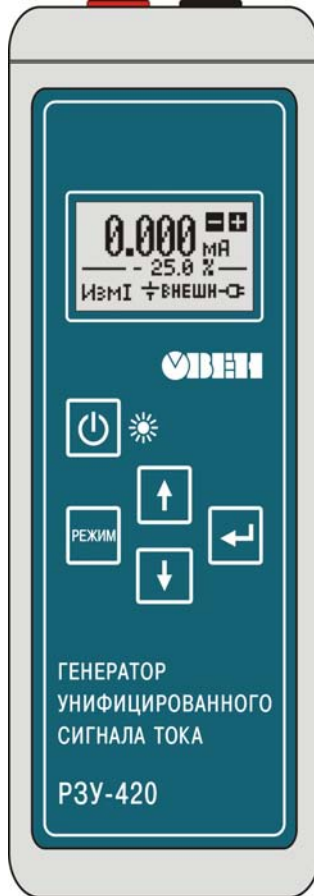 0.000 мА
- 25.0 %
ИзмI ВНЕШН
ОВЕН
РЕЖИМ
ГЕНЕРАТОР
УНИФИЦИРОВАННОГО
СИГНАЛА ТОКА
РЗУ-420